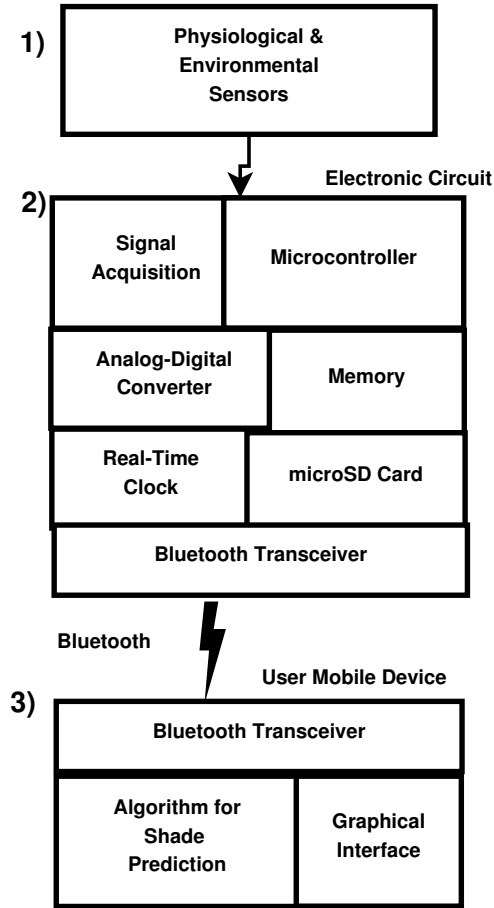 1)
Physiological &
Environmental
Sensors
Electronic Circuit
2)
Signal
Acquisition
Microcontroller
Analog-Digital
Converter
Memory
Real-Time
Clock
microSD Card
Bluetooth Transceiver
Bluetooth
User Mobile Device
3)
Bluetooth Transceiver
Algorithm for
Shade
Prediction
Graphical
Interface